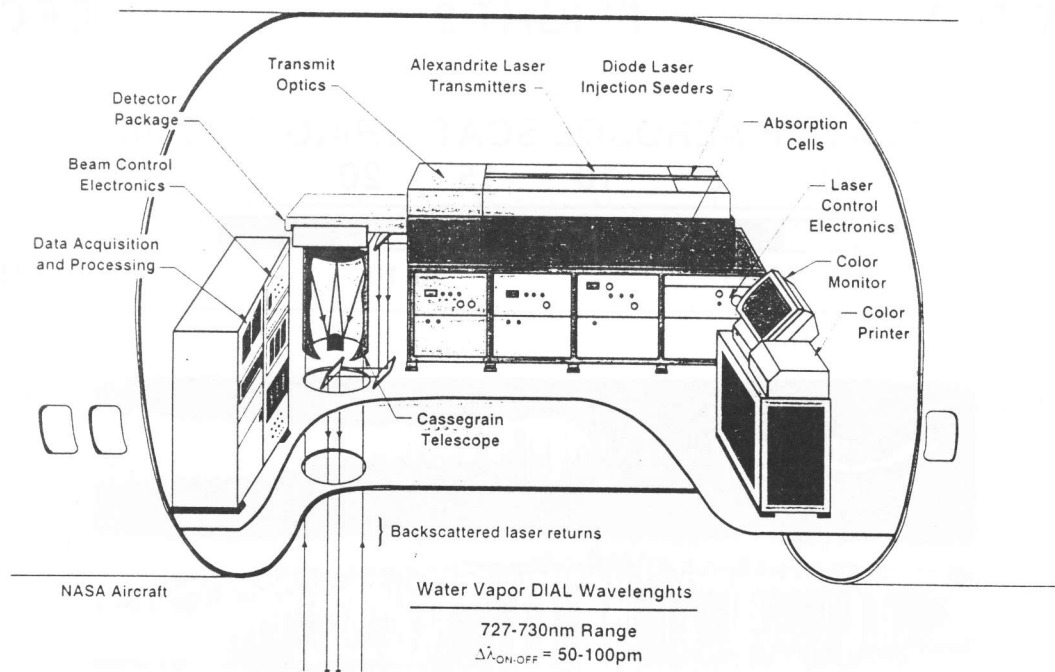 Transmit
Optics
Alexandrite Laser
Transmitters
Diode Laser
Injection Seeders
Detector
Package
Absorption
Cells
Beam Control
Electronics
Laser
Control
Electronics
Data Acquisition
and Processing
Color
Monitor
Color
Printer
Cassegrain
Telescope
Backscattered laser returns
NASA Aircraft
Water Vapor DIAL Wavelenghts
727-730nm Range
Δλ ON-OFF = 50-100pm